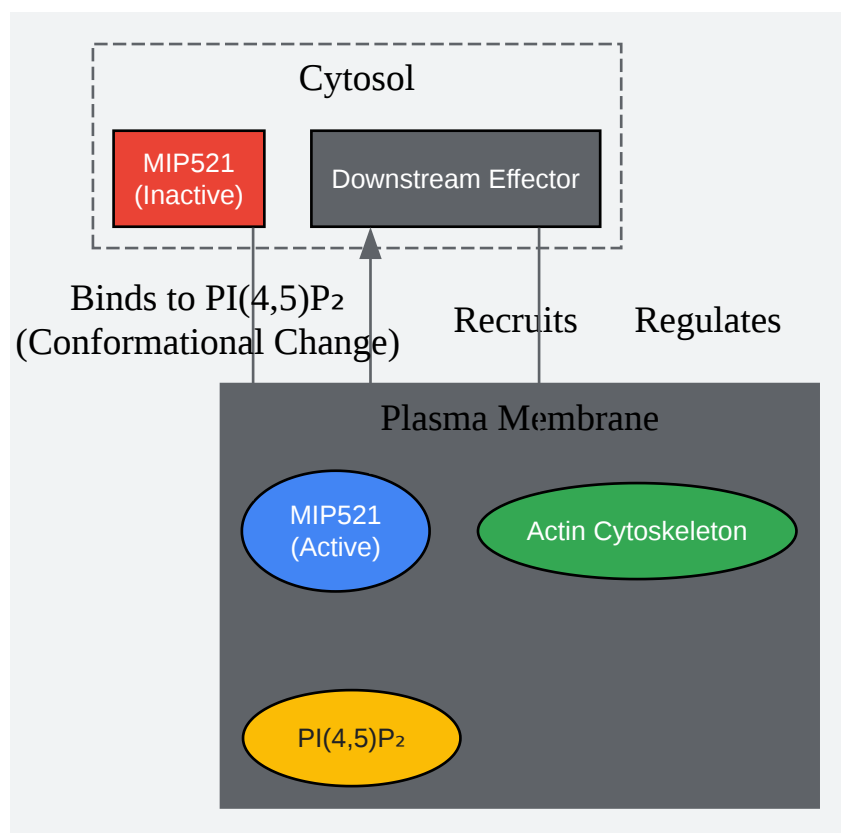 Cytosol
MIP521
(Inactive)
Downstream Effector
Binds to PI(4,5)P₂
(Conformational Change)
Recruits
Regulates
Plasma Membrane
MIP521
(Active)
Actin Cytoskeleton
PI(4,5)P₂